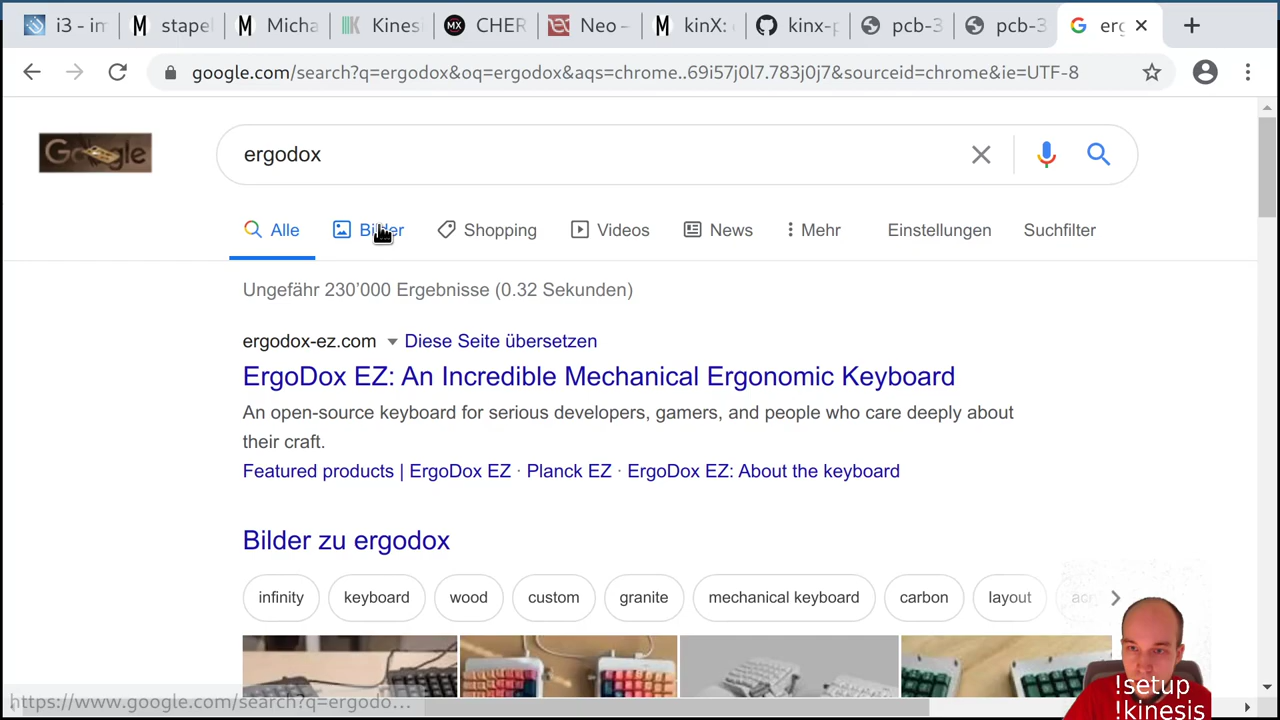 i3 - im
stapel
Micha
Kinesi
CHER
Neo -
kinX:
kinx-p
pcb-3
pcb-3
erg
google.com/search?q=ergodox&oq=ergodox&aqs=chrome..69i57j0l7.783j0j7&sourceid=chrome&ie=UTF-8
Google
ergodox
Alle
Bilder
Shopping
Videos
News
Mehr
Einstellungen
Suchfilter
Ungefähr 230’000 Ergebnisse (0.32 Sekunden)
ergodox-ez.com ▾ Diese Seite übersetzen
ErgoDox EZ: An Incredible Mechanical Ergonomic Keyboard
An open-source keyboard for serious developers, gamers, and people who care deeply about
their craft.
Featured products | ErgoDox EZ · Planck EZ · ErgoDox EZ: About the keyboard
Bilder zu ergodox
infinity
keyboard
wood
custom
granite
mechanical keyboard
carbon
layout
https://www.google.com/search?q=ergodo…
!setup
!kinesis